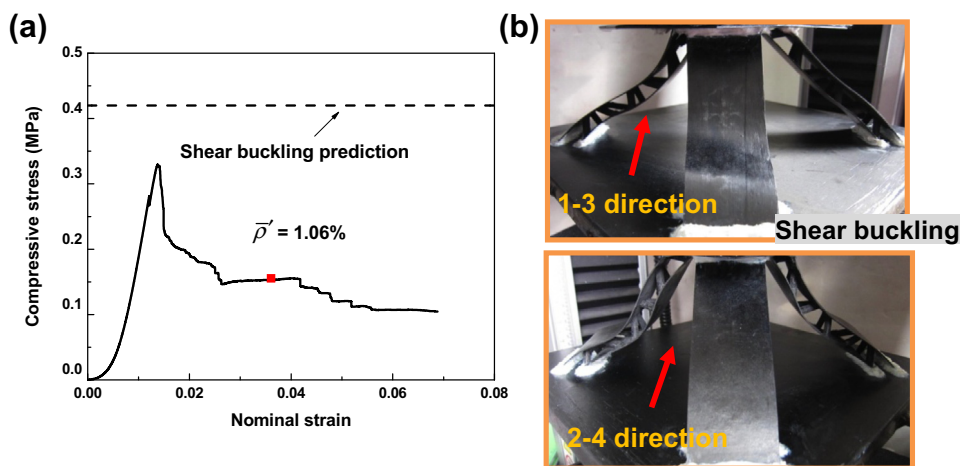 (a)
(b)
0.5
0.4
0.3
0.2
0.1
0.0
Compressive stress (MPa)
Shear buckling prediction
ρ̅′ = 1.06%
0.00
0.02
0.04
0.06
0.08
Nominal strain
1-3 direction
Shear buckling
2-4 direction